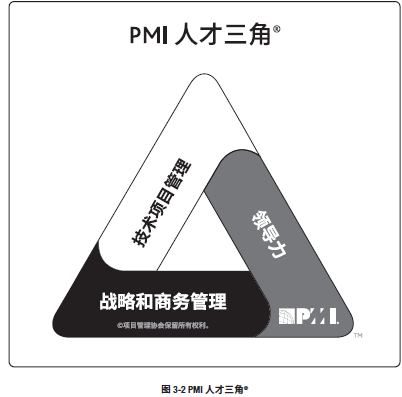 PMI 人才三角®
技术项目管理
领导力
战略和商务管理
©项目管理协会保留所有权利。
PMI.
TM
图 3-2 PMI 人才三角®